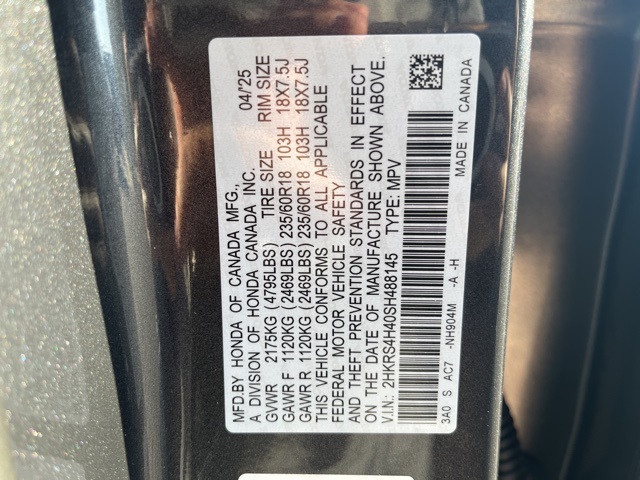 MFD.BY HONDA OF CANADA MFG., 04/'25
A DIVISION OF HONDA CANADA INC.
GVWR 2175KG (4795LBS) TIRE SIZE RIM SIZE
GAWR F 1120KG (2469LBS) 235/60R18 103H 18X7.5J
GAWR R 1120KG (2469LBS) 235/60R18 103H 18X7.5J
THIS VEHICLE CONFORMS TO ALL APPLICABLE
FEDERAL MOTOR VEHICLE SAFETY
AND THEFT PREVENTION STANDARDS IN EFFECT
ON THE DATE OF MANUFACTURE SHOWN ABOVE.
V.I.N.: 2HKRS4H40SH488145 TYPE: MPV
3A0 S AC7 -NH904M -A -H MADE IN CANADA